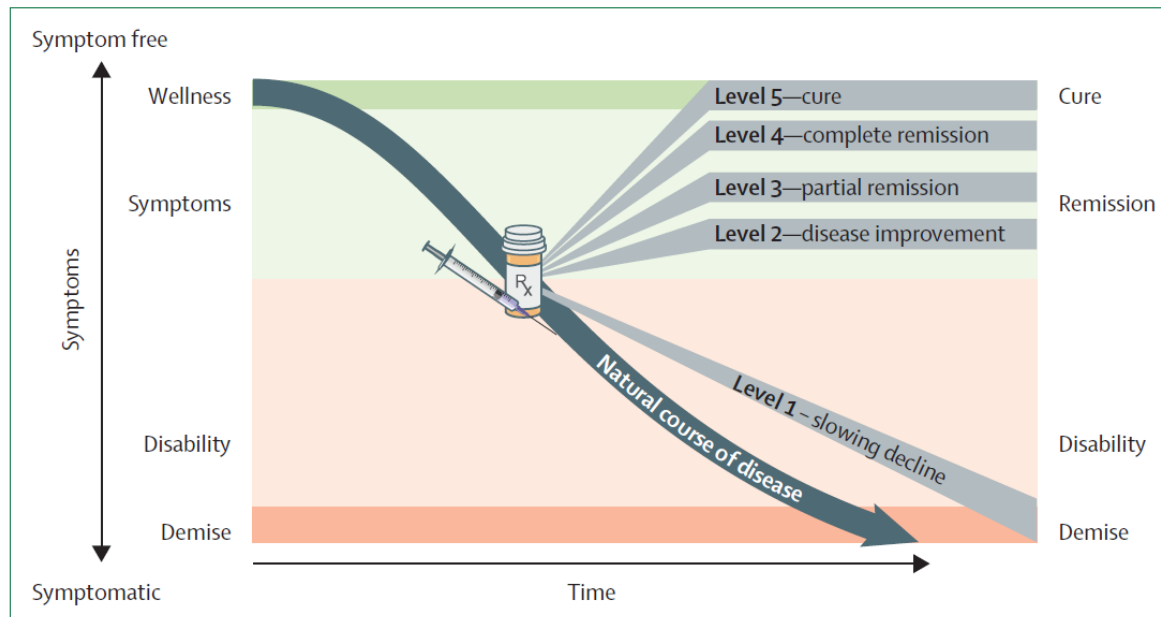 Symptom free
Wellness
Symptoms
Disability
Demise
Symptomatic
Symptoms
Level 5—cure
Level 4—complete remission
Level 3—partial remission
Level 2—disease improvement
Level 1 – slowing decline
Rx
Natural course of disease
Cure
Remission
Disability
Demise
Time